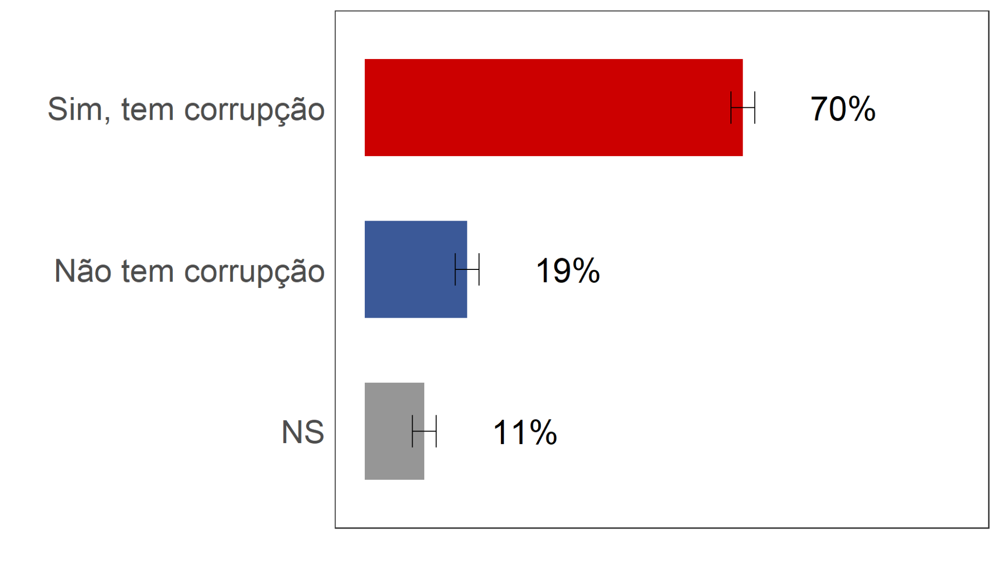 Sim, tem corrupção 70%
Não tem corrupção 19%
NS 11%